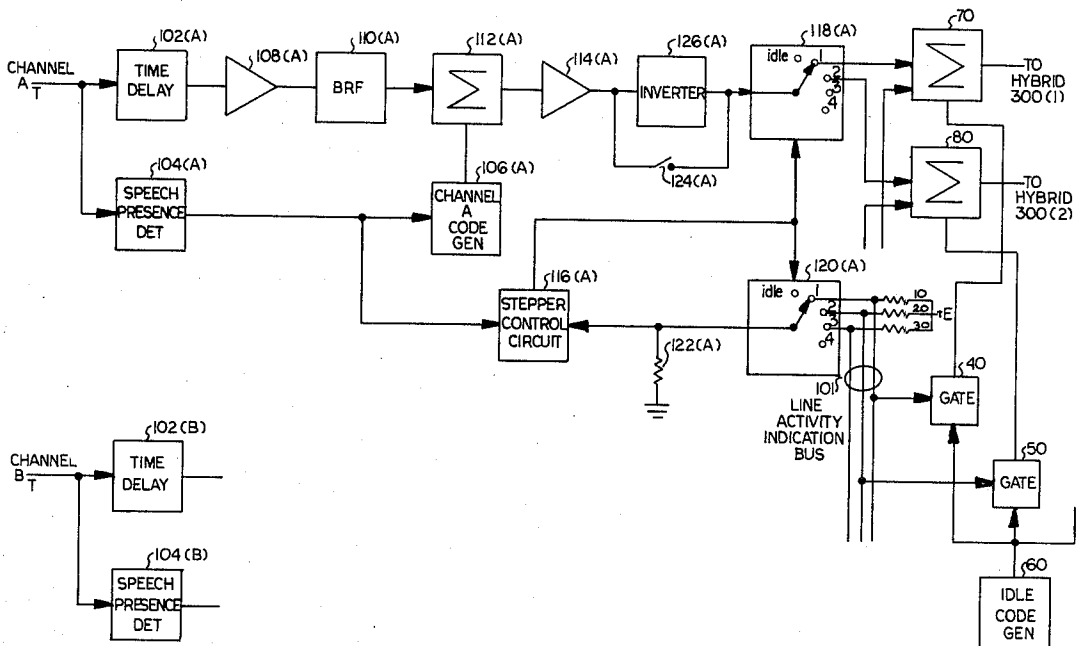 102(A)
108(A)
110(A)
112(A)
114(A)
126(A)
118(A)
70
CHANNEL
A T
TIME
DELAY
BRF
Σ
INVERTER
idle
1
2
3
4
Σ
TO
HYBRID
300(1)
104(A)
SPEECH
PRESENCE
DET
106(A)
CHANNEL
A
CODE
GEN
124(A)
80
Σ
TO
HYBRID
300(2)
116(A)
STEPPER
CONTROL
CIRCUIT
120(A)
idle
1
2
3
4
10
20
30
E
122(A)
101
LINE
ACTIVITY
INDICATION
BUS
40
GATE
50
GATE
60
IDLE
CODE
GEN
102(B)
CHANNEL
B T
TIME
DELAY
104(B)
SPEECH
PRESENCE
DET